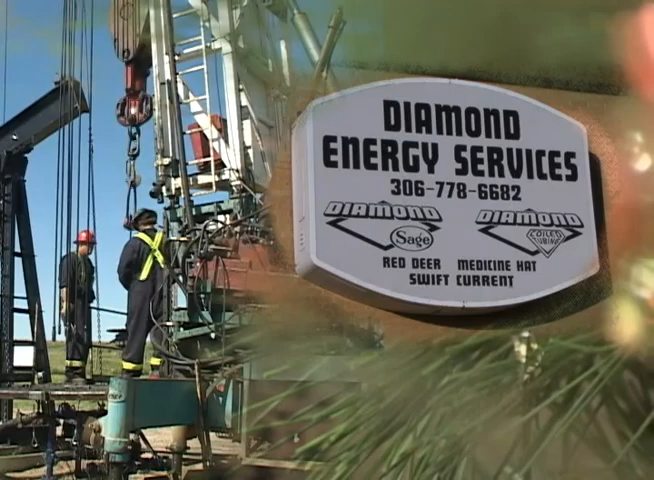 DIAMOND
ENERGY SERVICES
306-778-6682
DIAMOND DIAMOND
Sage COILED TUBING
RED DEER MEDICINE HAT
SWIFT CURRENT